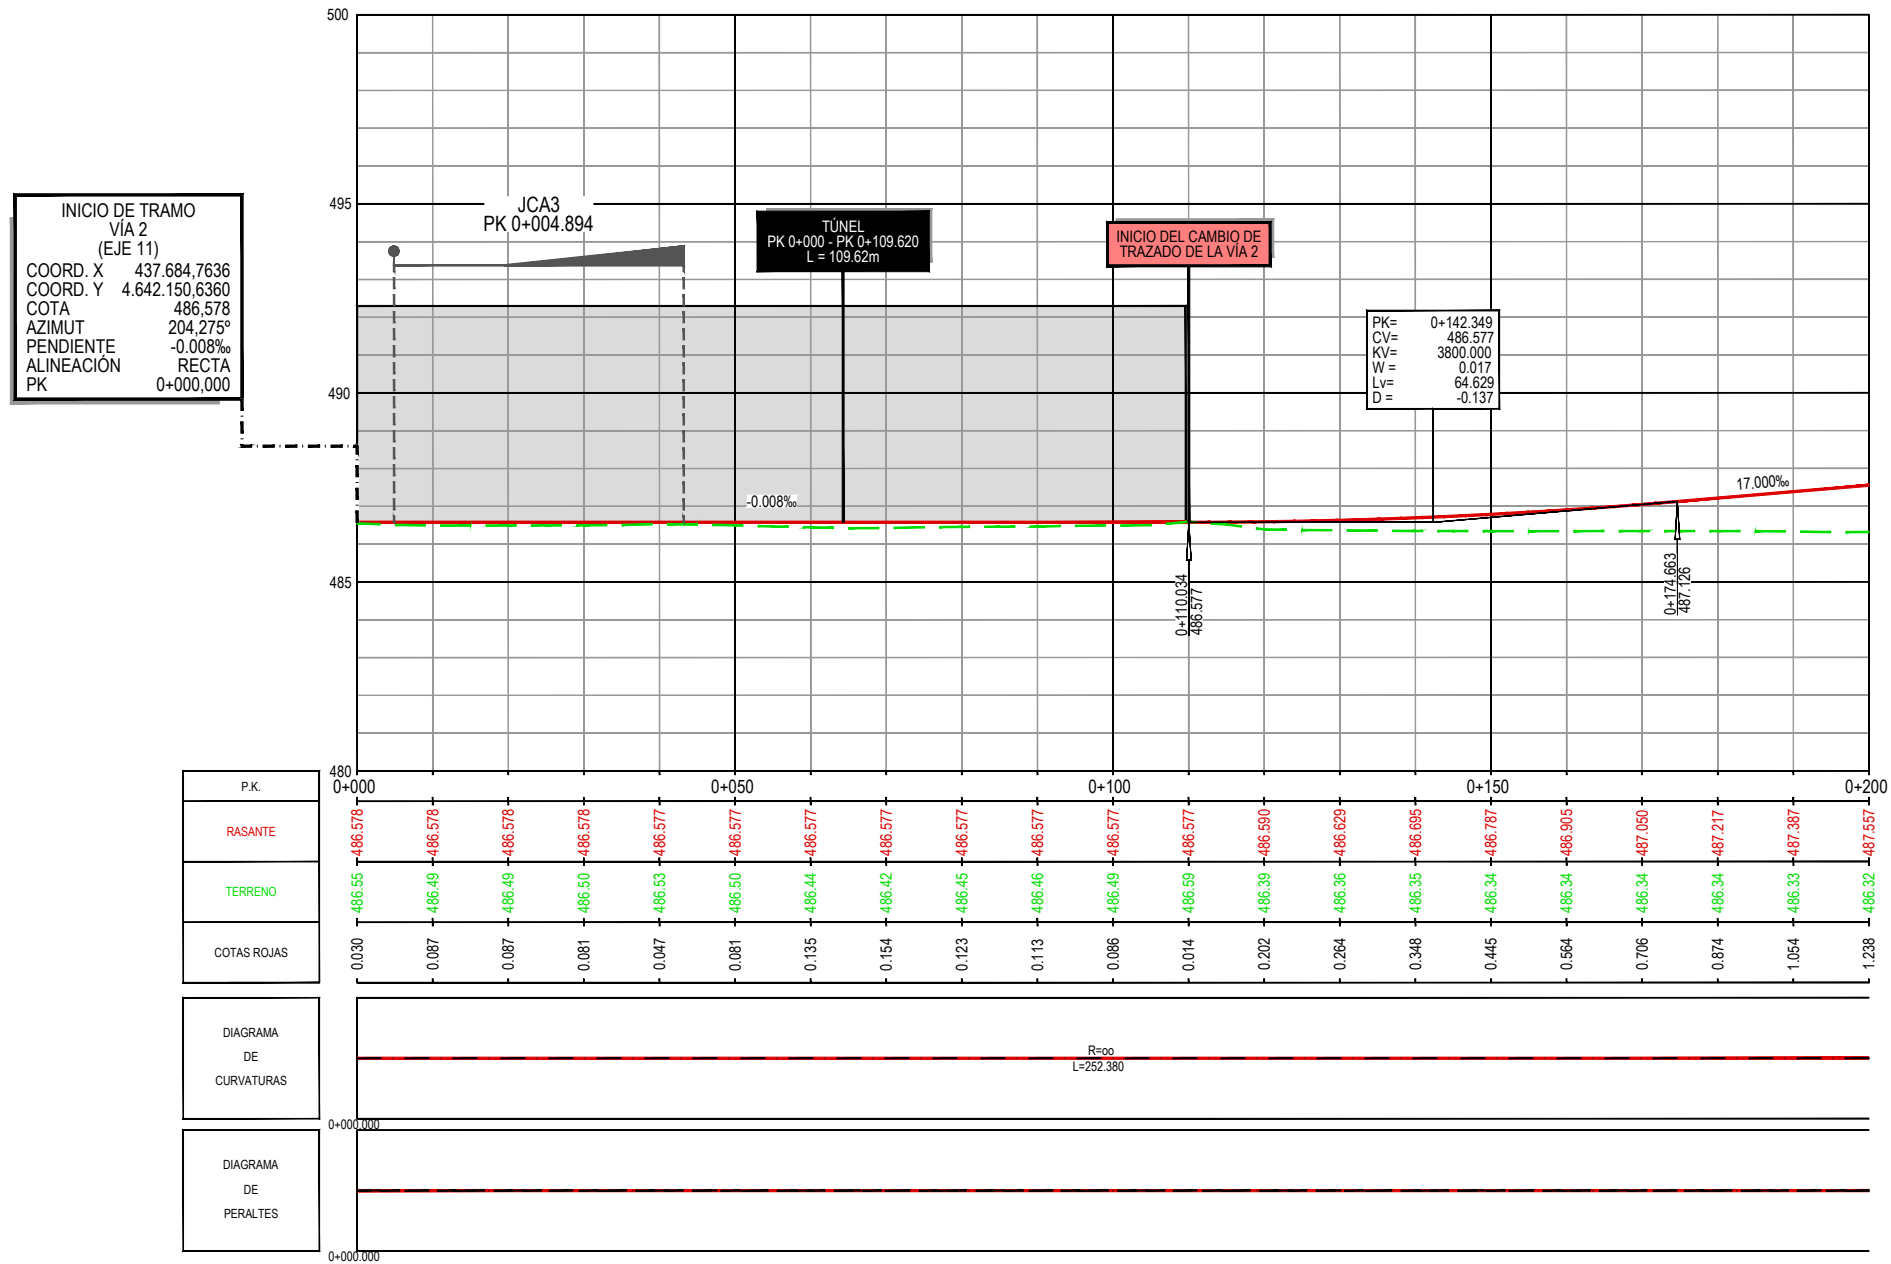 500
495
490
485
480
INICIO DE TRAMO
VÍA 2
(EJE 11)
COORD. X 437.684,7636
COORD. Y 4.642.150,6360
COTA 486,578
AZIMUT 204,275º
PENDIENTE -0.008‰
ALINEACIÓN RECTA
PK 0+000,000
JCA3
PK 0+004.894
TÚNEL
PK 0+000 - PK 0+109.620
L = 109.62m
INICIO DEL CAMBIO DE
TRAZADO DE LA VÍA 2
PK= 0+142.349
CV= 486.577
KV= 3800.000
W = 0.017
Lv= 64.629
D = -0.137
-0.008‰
17.000‰
0+110.034
486.577
0+174.663
487.126
P.K. 0+000 0+050 0+100 0+150 0+200
RASANTE 486.578 486.578 486.578 486.578 486.577 486.577 486.577 486.577 486.577 486.577 486.577 486.577 486.590 486.629 486.695 486.787 486.905 487.050 487.217 487.387 487.557
TERRENO 486.55 486.49 486.49 486.50 486.53 486.50 486.44 486.42 486.45 486.46 486.49 486.59 486.39 486.36 486.35 486.34 486.34 486.34 486.34 486.33 486.32
COTAS ROJAS 0.030 0.087 0.087 0.081 0.047 0.081 0.135 0.154 0.123 0.113 0.086 0.014 0.202 0.264 0.348 0.445 0.564 0.706 0.874 1.054 1.238
DIAGRAMA
DE
CURVATURAS
R=oo
L=252.380
0+000.000
DIAGRAMA
DE
PERALTES
0+000.000